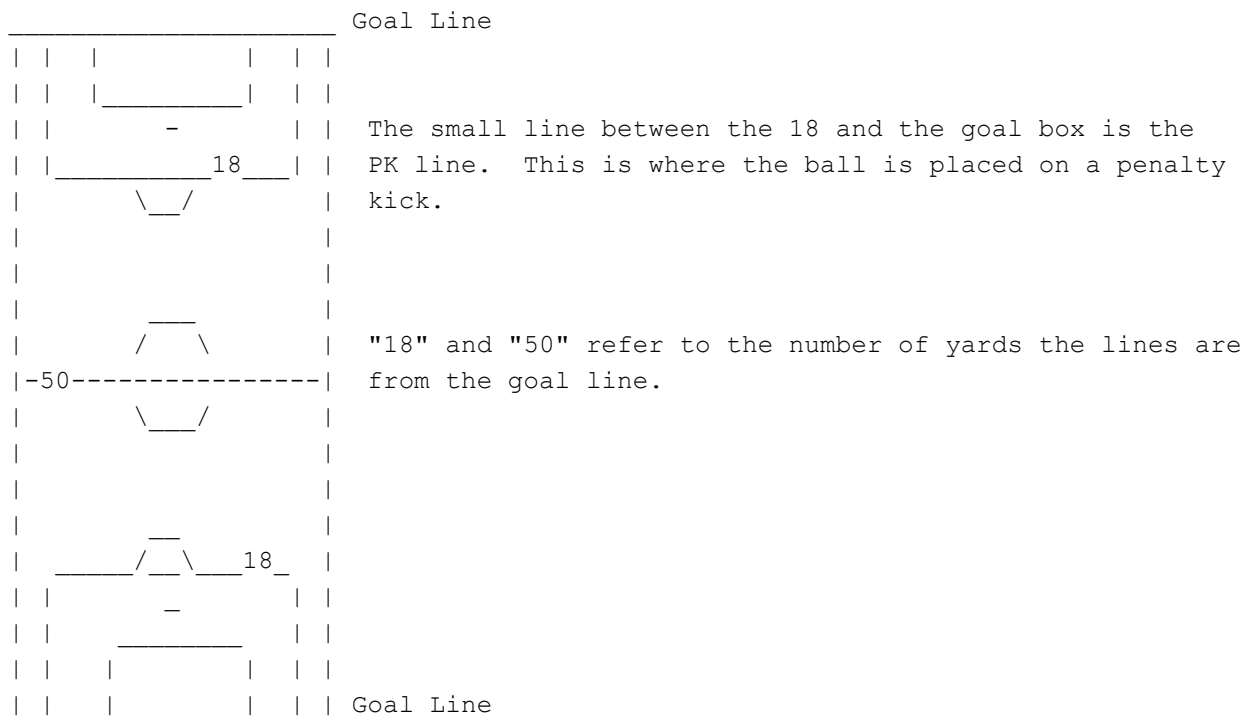 Goal Line
The small line between the 18 and the goal box is the
18 PK line. This is where the ball is placed on a penalty
kick.
"18" and "50" refer to the number of yards the lines are
50 from the goal line.
18
Goal Line